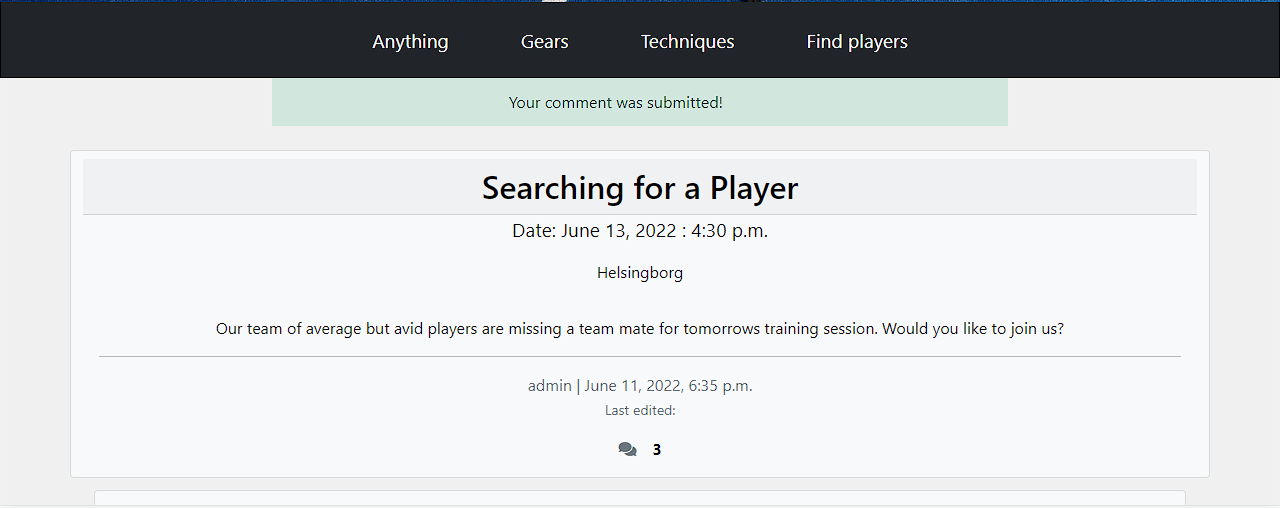 Anything Gears Techniques Find players
Your comment was submitted!
Searching for a Player
Date: June 13, 2022 : 4:30 p.m.
Helsingborg
Our team of average but avid players are missing a team mate for tomorrows training session. Would you like to join us?
admin | June 11, 2022, 6:35 p.m.
Last edited:
3